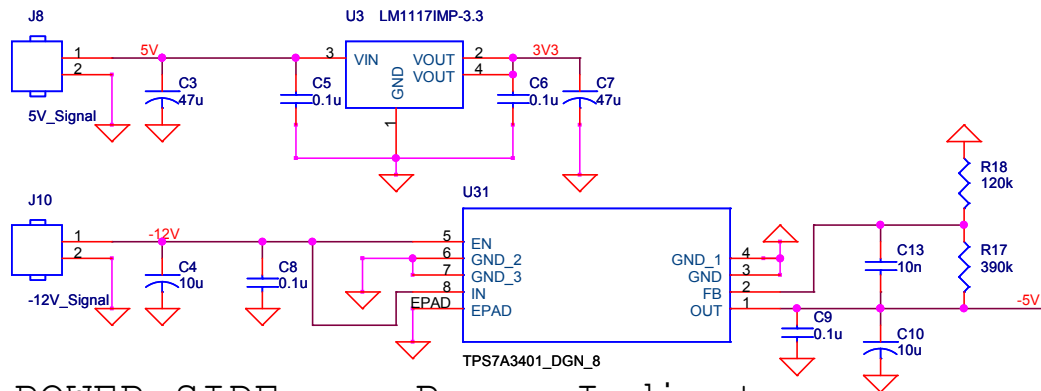 J8
1
2
5V
5V_Signal
C3
47u
C5
0.1u
U3 LM1117IMP-3.3
3
VIN
VOUT
VOUT
GND
2
4
1
3V3
C6
0.1u
C7
47u
J10
1
2
-12V
-12V_Signal
C4
10u
C8
0.1u
U31
5
6
7
8
EPAD
EN
GND_2
GND_3
IN
EPAD
GND_1
GND
FB
OUT
4
3
2
1
TPS7A3401_DGN_8
R18
120k
C13
10n
R17
390k
-5V
C9
0.1u
C10
10u